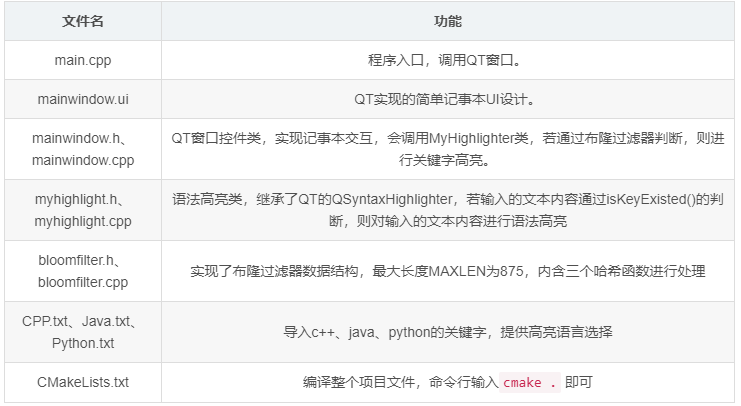 文件名 功能
main.cpp 程序入口，调用QT窗口。
mainwindow.ui QT实现的简单记事本UI设计。
mainwindow.h、
mainwindow.cpp
QT窗口控件类，实现记事本交互，会调用MyHighlighter类，若通过布隆过滤器判断，则进
行关键字高亮。
myhighlight.h、
myhighlight.cpp
语法高亮类，继承了QT的QSyntaxHighlighter，若输入的文本内容通过isKeyExisted()的判
断，则对输入的文本内容进行语法高亮
bloomfilter.h、
bloomfilter.cpp
实现了布隆过滤器数据结构，最大长度MAXLEN为875，内含三个哈希函数进行处理
CPP.txt、Java.txt、
Python.txt
导入c++、java、python的关键字，提供高亮语言选择
CMakeLists.txt 编译整个项目文件，命令行输入 cmake . 即可